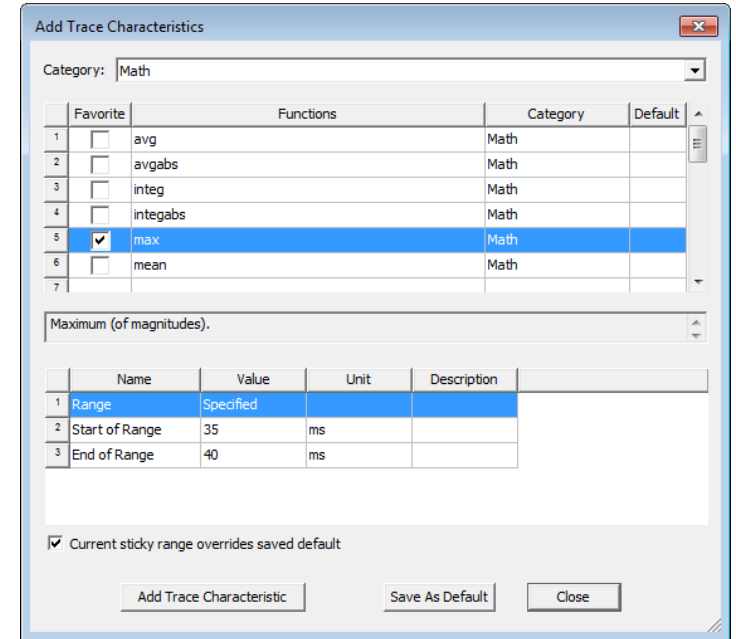 Add Trace Characteristics
Category: Math
Favorite Functions Category Default
1 avg Math
2 avgabs Math
3 integ Math
4 integabs Math
5 max Math
6 mean Math
7
Maximum (of magnitudes).
Name Value Unit Description
1 Range Specified
2 Start of Range 35 ms
3 End of Range 40 ms
Current sticky range overrides saved default
Add Trace Characteristic Save As Default Close